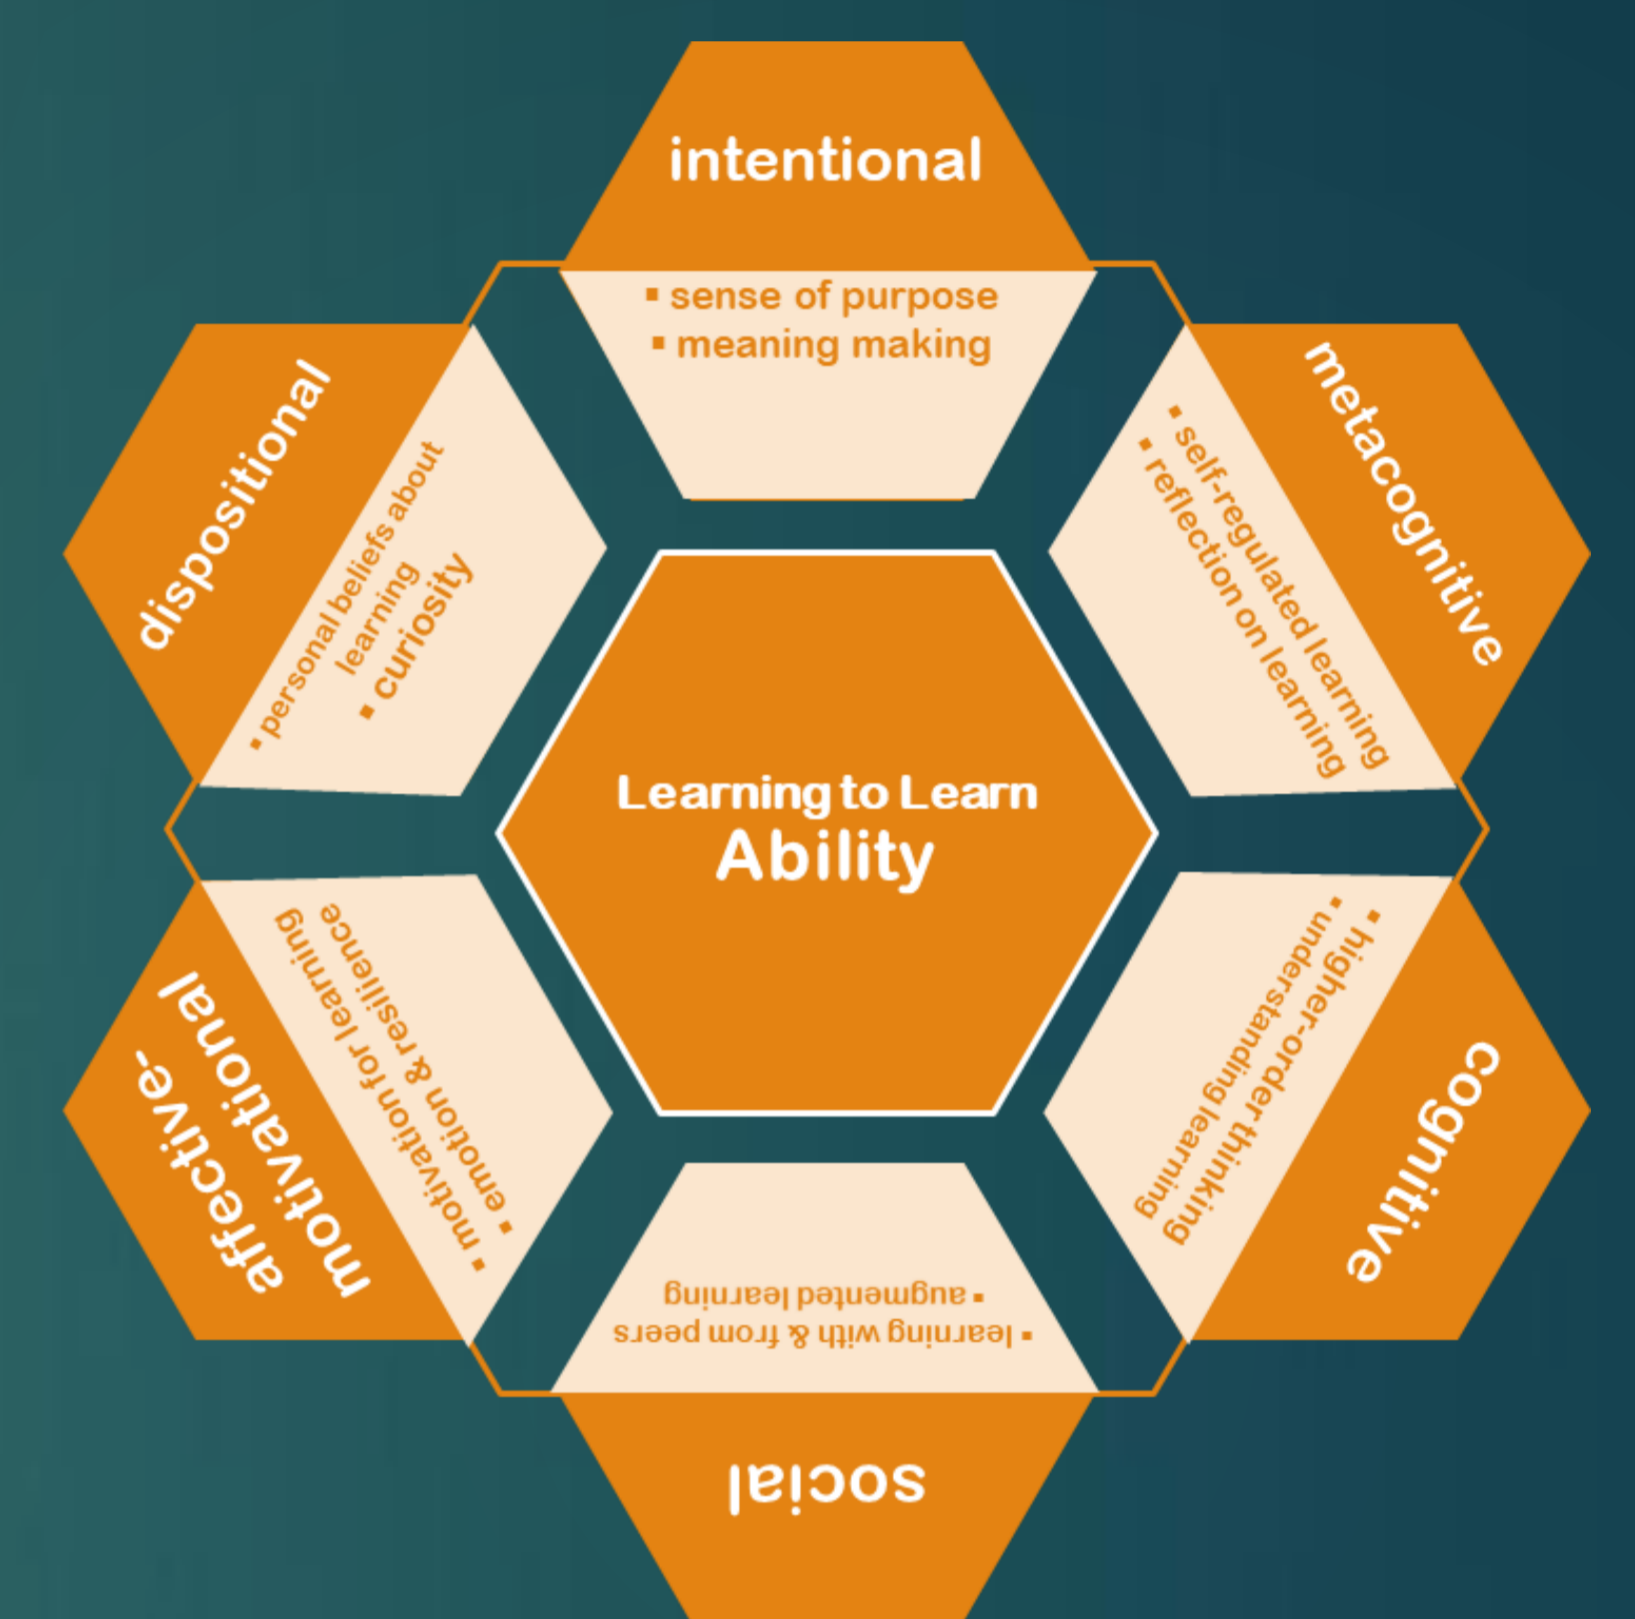 intentional
▪ sense of purpose
▪ meaning making
metacognitive
▪ self-regulated learning
▪ reflection on learning
cognitive
▪ higher-order thinking
▪ understanding learning
social
▪ learning with & from peers
▪ augmented learning
affective-
motivational
▪ motivation for learning
▪ emotion & resilience
dispositional
▪ personal beliefs about
learning
▪ curiosity
Learning to Learn
Ability